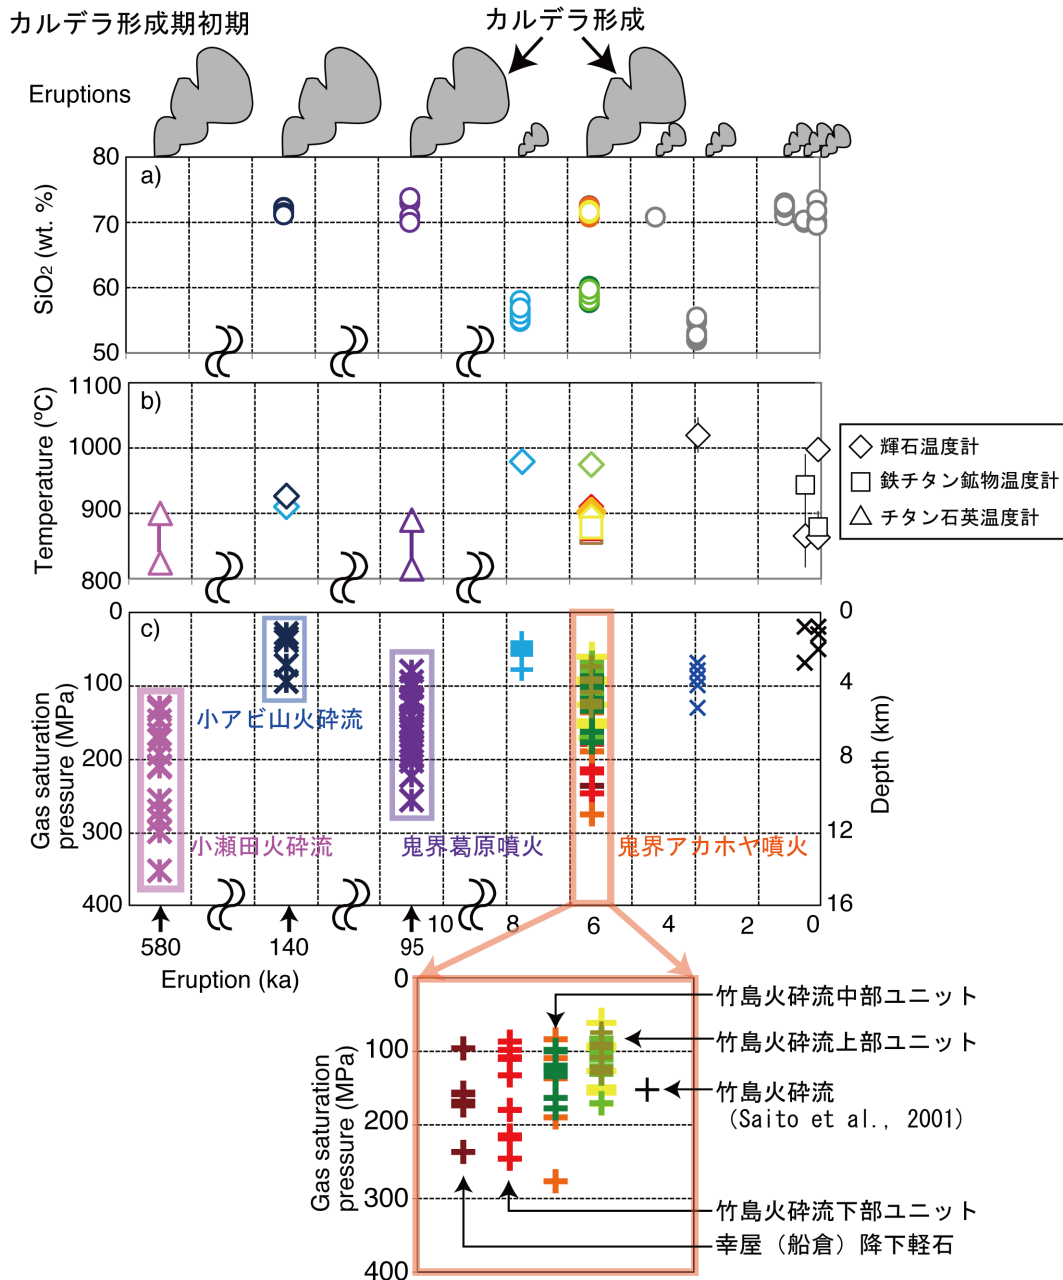 カルデラ形成期初期
カルデラ形成
Eruptions
a)
SiO₂ (wt. %)
80
70
60
50
b)
Temperature (ºC)
1100
1000
900
800
輝石温度計
鉄チタン鉱物温度計
チタン石英温度計
c)
Gas saturation
pressure (MPa)
0
100
200
300
400
Depth (km)
0
4
8
12
16
小アビ山火砕流
小瀬田火砕流
鬼界葛原噴火
鬼界アカホヤ噴火
10 8 6 4 2 0
580 140 95
Eruption (ka)
Gas saturation
pressure (MPa)
0
100
200
300
400
竹島火砕流中部ユニット
竹島火砕流上部ユニット
竹島火砕流
(Saito et al., 2001)
竹島火砕流下部ユニット
幸屋（船倉）降下軽石